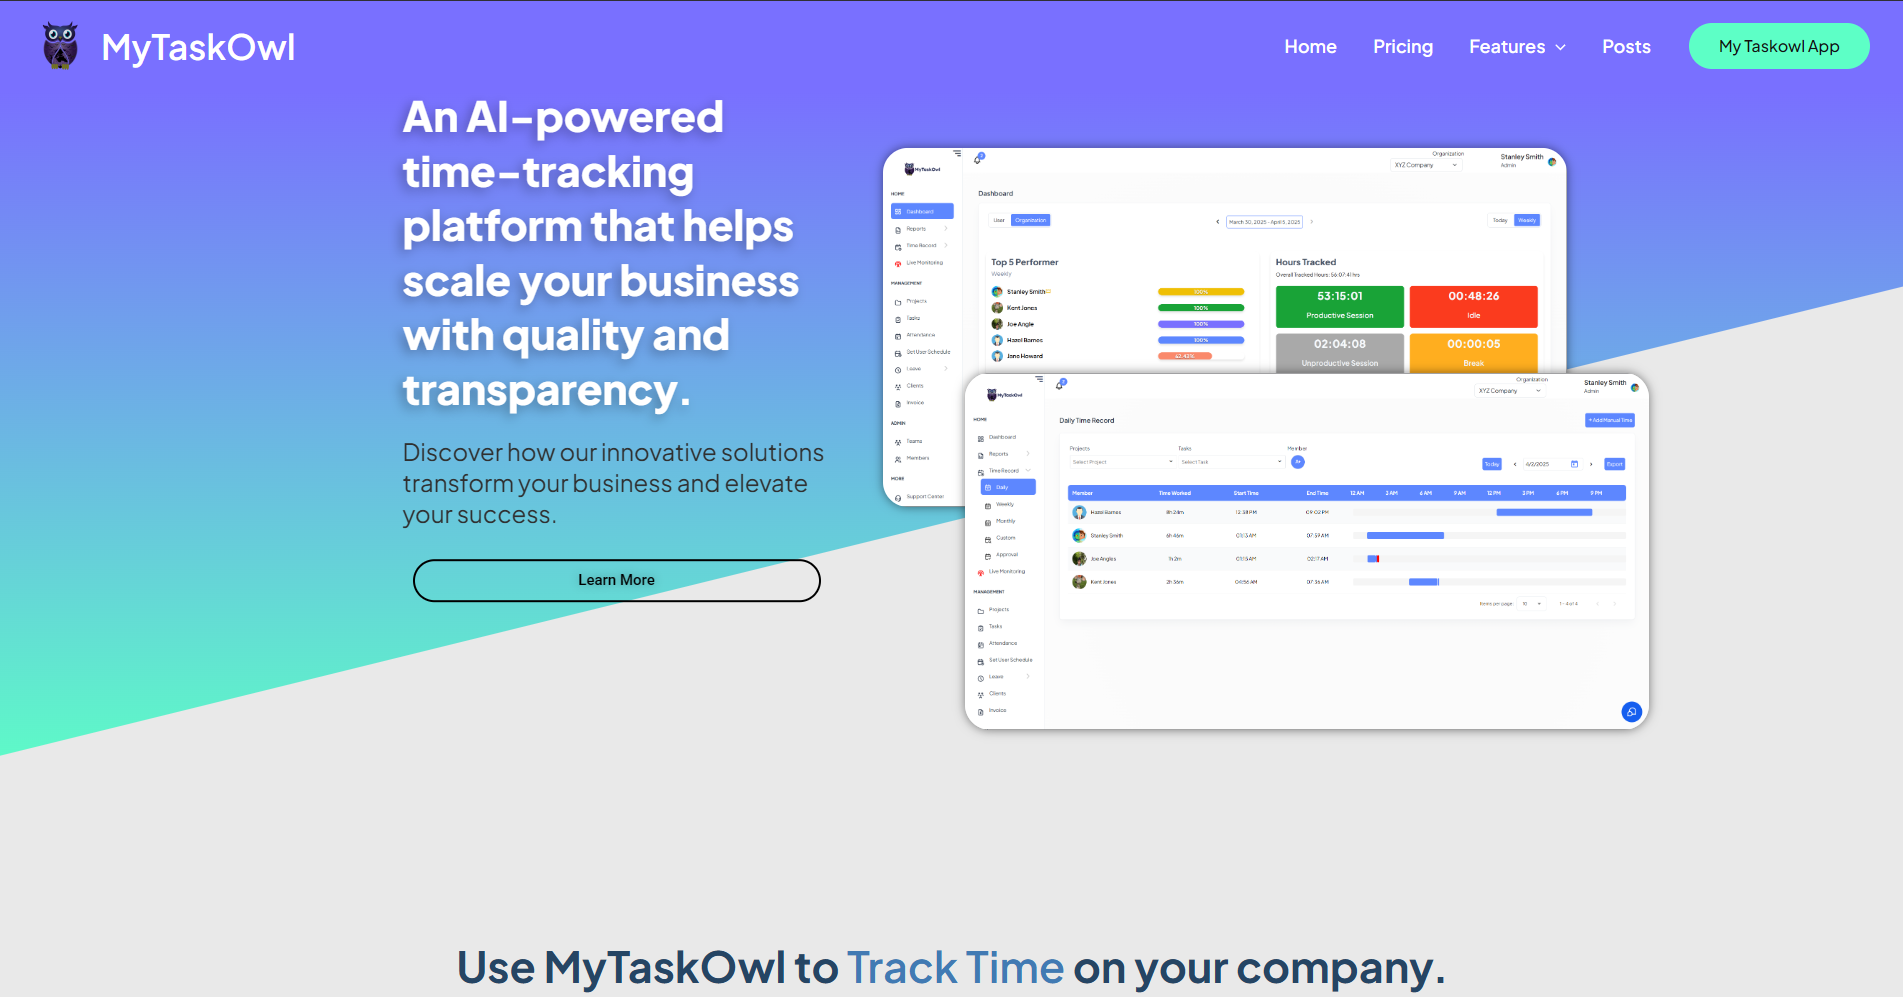 MyTaskOwl
Home Pricing Features Posts My Taskowl App
An AI-powered
time-tracking
platform that helps
scale your business
with quality and
transparency.
Discover how our innovative solutions
transform your business and elevate
your success.
Learn More
MyTaskOwl
Organization
XYZ Company
Stanley Smith
Admin
HOME
Dashboard
Reports
Time Record
Live Monitoring
MANAGEMENT
Projects
Tasks
Attendance
Set User Schedule
Leave
Clients
Invoice
ADMIN
Teams
Members
MORE
Support Center
Dashboard
User Organization
March 30, 2025 - April 5, 2025
Today Weekly
Top 5 Performer
Weekly
Stanley Smith 100%
Kent Jones 100%
Joe Angle 100%
Hazel Barnes 100%
Jane Howard 62.43%
Hours Tracked
Overall Tracked Hours: 56:07:41 hrs
53:15:01
Productive Session
00:48:26
Idle
02:04:08
Unproductive Session
00:00:05
Break
MyTaskOwl
Organization
XYZ Company
Stanley Smith
Admin
HOME
Dashboard
Reports
Time Record
Daily
Weekly
Monthly
Custom
Approval
Live Monitoring
MANAGEMENT
Projects
Tasks
Attendance
Set User Schedule
Leave
Clients
Invoice
Daily Time Record
+ Add Manual Time
Projects Tasks Member
Select Project Select Task
Today 4/2/2025 Export
Member Time Worked Start Time End Time 12 AM 3 AM 6 AM 9 AM 12 PM 3 PM 6 PM 9 PM
Hazel Barnes 8h 24m 12:38 PM 09:02 PM
Stanley Smith 6h 46m 01:13 AM 07:59 AM
Joe Angles 1h 2m 01:15 AM 02:17 AM
Kent Jones 2h 36m 04:56 AM 07:36 AM
Items per page: 10 1 - 4 of 4
Use MyTaskOwl to Track Time on your company.